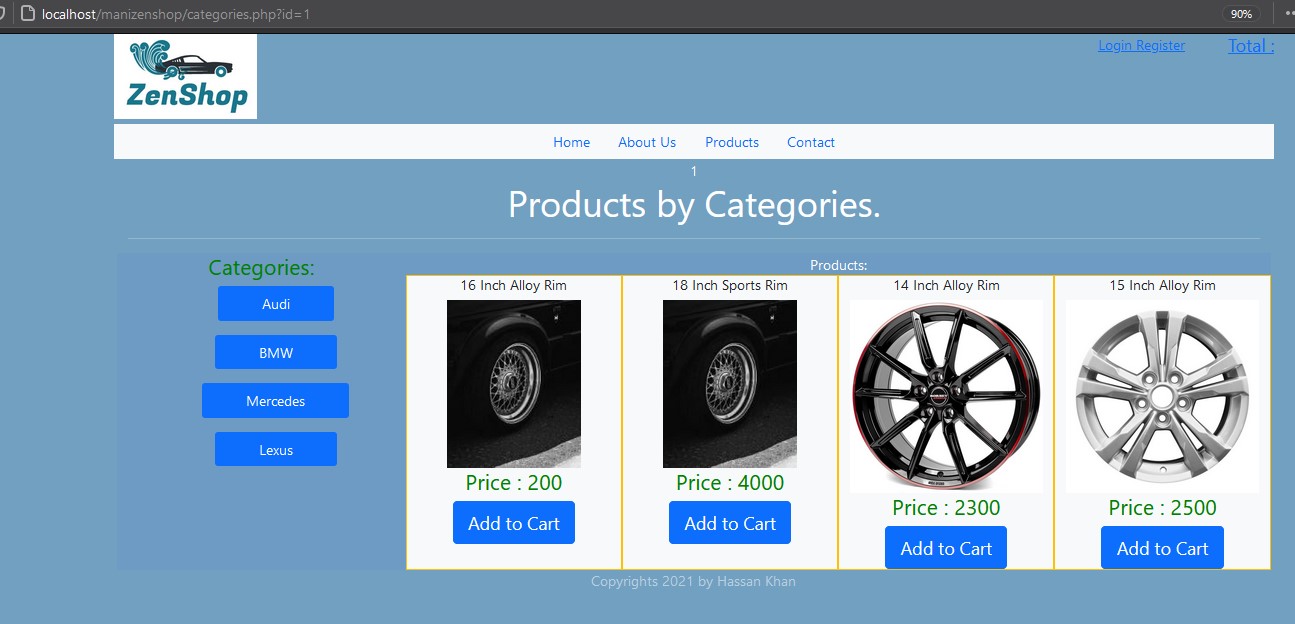 localhost/manizenshop/categories.php?id=1
90%
ZenShop
Login Register
Total :
Home About Us Products Contact
1
Products by Categories.
Categories:
Audi
BMW
Mercedes
Lexus
Products:
16 Inch Alloy Rim
Price : 200
Add to Cart
18 Inch Sports Rim
Price : 4000
Add to Cart
14 Inch Alloy Rim
Price : 2300
Add to Cart
15 Inch Alloy Rim
Price : 2500
Add to Cart
Copyrights 2021 by Hassan Khan